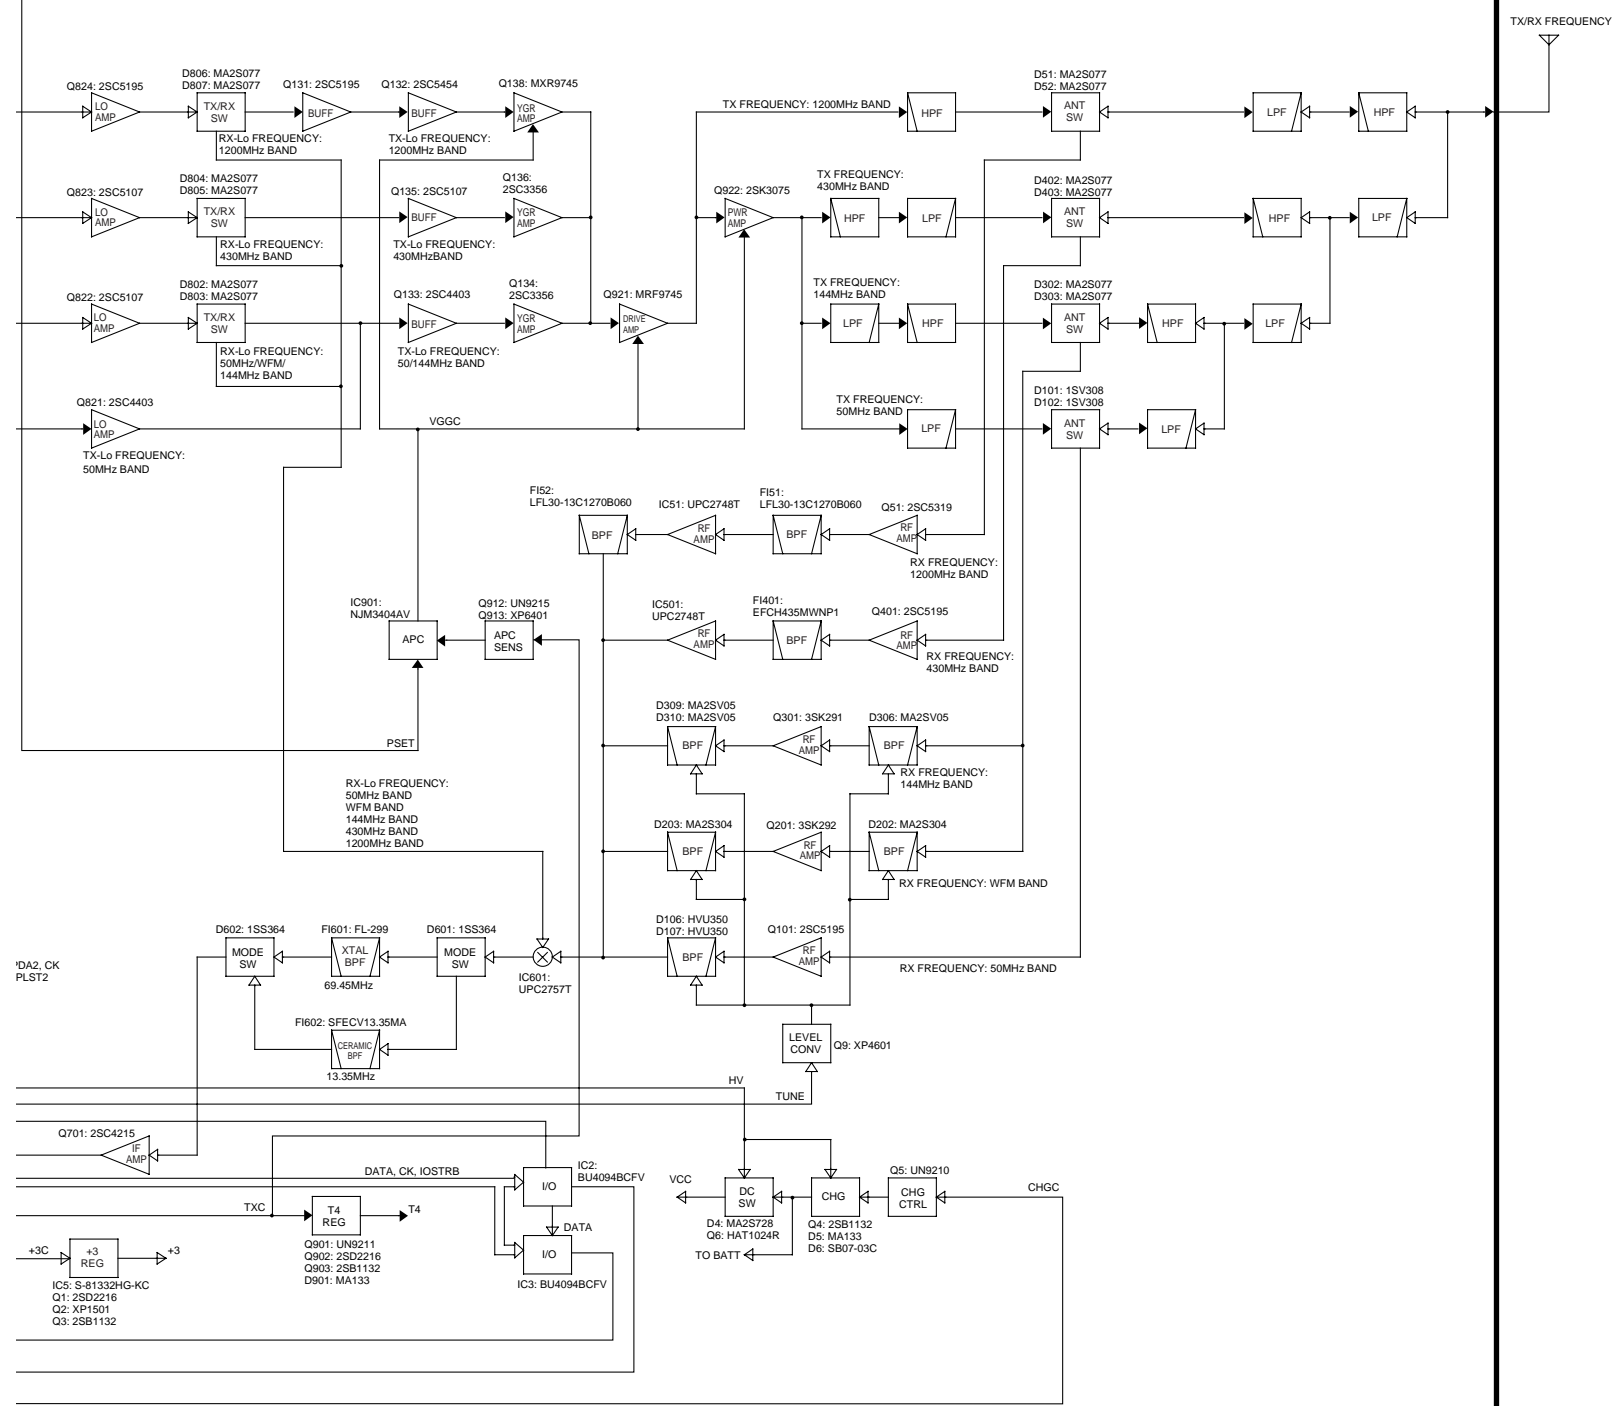 TX/RX FREQUENCY
Q824: 2SC5195
D806: MA2S077
D807: MA2S077
Q131: 2SC5195
Q132: 2SC5454
Q138: MXR9745
LO
AMP
TX/RX
SW
BUFF
BUFF
YGR
AMP
RX-Lo FREQUENCY:
1200MHz BAND
TX-Lo FREQUENCY:
1200MHz BAND
TX FREQUENCY: 1200MHz BAND
HPF
D51: MA2S077
D52: MA2S077
ANT
SW
LPF
HPF
Q823: 2SC5107
D804: MA2S077
D805: MA2S077
Q135: 2SC5107
Q136:
2SC3356
LO
AMP
TX/RX
SW
BUFF
YGR
AMP
RX-Lo FREQUENCY:
430MHz BAND
TX-Lo FREQUENCY:
430MHzBAND
Q922: 2SK3075
PWR
AMP
TX FREQUENCY:
430MHz BAND
HPF
LPF
D402: MA2S077
D403: MA2S077
ANT
SW
HPF
LPF
Q822: 2SC5107
D802: MA2S077
D803: MA2S077
Q133: 2SC4403
Q134:
2SC3356
Q921: MRF9745
LO
AMP
TX/RX
SW
BUFF
YGR
AMP
DRIVE
AMP
RX-Lo FREQUENCY:
50MHz/WFM/
144MHz BAND
TX-Lo FREQUENCY:
50/144MHz BAND
TX FREQUENCY:
144MHz BAND
LPF
HPF
D302: MA2S077
D303: MA2S077
ANT
SW
HPF
LPF
Q821: 2SC4403
LO
AMP
TX-Lo FREQUENCY:
50MHz BAND
VGGC
TX FREQUENCY:
50MHz BAND
LPF
D101: 1SV308
D102: 1SV308
ANT
SW
LPF
FI52:
LFL30-13C1270B060
BPF
IC51: UPC2748T
RF
AMP
FI51:
LFL30-13C1270B060
BPF
Q51: 2SC5319
RF
AMP
RX FREQUENCY:
1200MHz BAND
IC901:
NJM3404AV
APC
Q912: UN9215
Q913: XP6401
APC
SENS
IC501:
UPC2748T
RF
AMP
FI401:
EFCH435MWNP1
BPF
Q401: 2SC5195
RF
AMP
RX FREQUENCY:
430MHz BAND
PSET
D309: MA2SV05
D310: MA2SV05
BPF
Q301: 3SK291
RF
AMP
D306: MA2SV05
BPF
RX FREQUENCY:
144MHz BAND
RX-Lo FREQUENCY:
50MHz BAND
WFM BAND
144MHz BAND
430MHz BAND
1200MHz BAND
D203: MA2S304
BPF
Q201: 3SK292
RF
AMP
D202: MA2S304
BPF
RX FREQUENCY: WFM BAND
D602: 1SS364
MODE
SW
FI601: FL-299
XTAL
BPF
69.45MHz
D601: 1SS364
MODE
SW
IC601:
UPC2757T
D106: HVU350
D107: HVU350
BPF
Q101: 2SC5195
RF
AMP
RX FREQUENCY: 50MHz BAND
PDA2, CK
PLST2
FI602: SFECV13.35MA
CERAMIC
BPF
13.35MHz
LEVEL
CONV
Q9: XP4601
HV
TUNE
Q701: 2SC4215
IF
AMP
DATA, CK, IOSTRB
IC2:
BU4094BCFV
I/O
DATA
I/O
IC3: BU4094BCFV
VCC
DC
SW
D4: MA2S728
Q6: HAT1024R
TO BATT
CHG
Q4: 2SB1132
D5: MA133
D6: SB07-03C
Q5: UN9210
CHG
CTRL
CHGC
TXC
T4
REG
T4
Q901: UN9211
Q902: 2SD2216
Q903: 2SB1132
D901: MA133
+3C
+3
REG
+3
IC5: S-81332HG-KC
Q1: 2SD2216
Q2: XP1501
Q3: 2SB1132